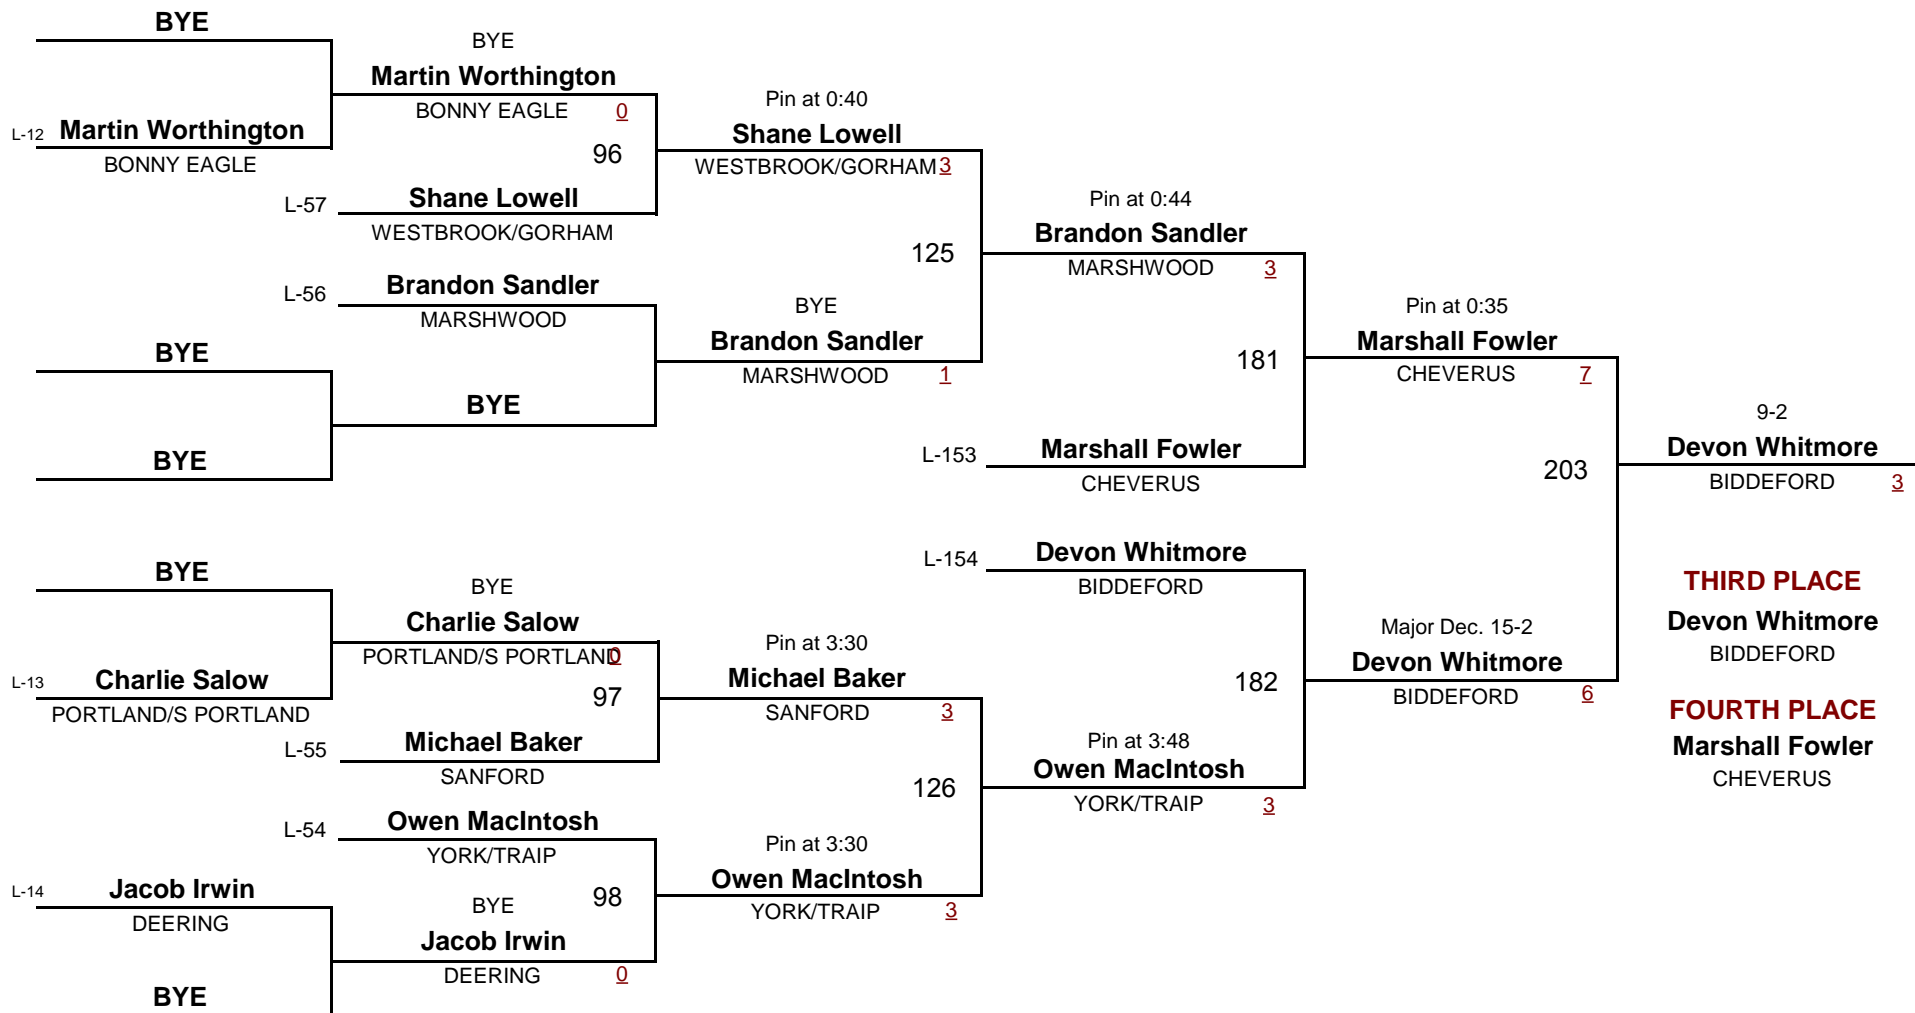 BYE
BYE
Martin Worthington
BONNY EAGLE 0
L-12 Martin Worthington
BONNY EAGLE
96
Pin at 0:40
Shane Lowell
WESTBROOK/GORHAM 3
L-57 Shane Lowell
WESTBROOK/GORHAM
125
Pin at 0:44
Brandon Sandler
MARSHWOOD 3
L-56 Brandon Sandler
MARSHWOOD
BYE
Brandon Sandler
MARSHWOOD 1
BYE
BYE
BYE
181
Pin at 0:35
Marshall Fowler
CHEVERUS 7
L-153 Marshall Fowler
CHEVERUS
203
9-2
Devon Whitmore
BIDDEFORD 3
L-154 Devon Whitmore
BIDDEFORD
BYE
BYE
Charlie Salow
PORTLAND/S PORTLAND 0
L-13 Charlie Salow
PORTLAND/S PORTLAND
97
Pin at 3:30
Michael Baker
SANFORD 3
L-55 Michael Baker
SANFORD
182
Major Dec. 15-2
Devon Whitmore
BIDDEFORD 6
THIRD PLACE
Devon Whitmore
BIDDEFORD
FOURTH PLACE
Marshall Fowler
CHEVERUS
126
Pin at 3:48
Owen MacIntosh
YORK/TRAIP 3
L-54 Owen MacIntosh
YORK/TRAIP
98
Pin at 3:30
Owen MacIntosh
YORK/TRAIP 3
L-14 Jacob Irwin
DEERING
BYE
Jacob Irwin
DEERING 0
BYE